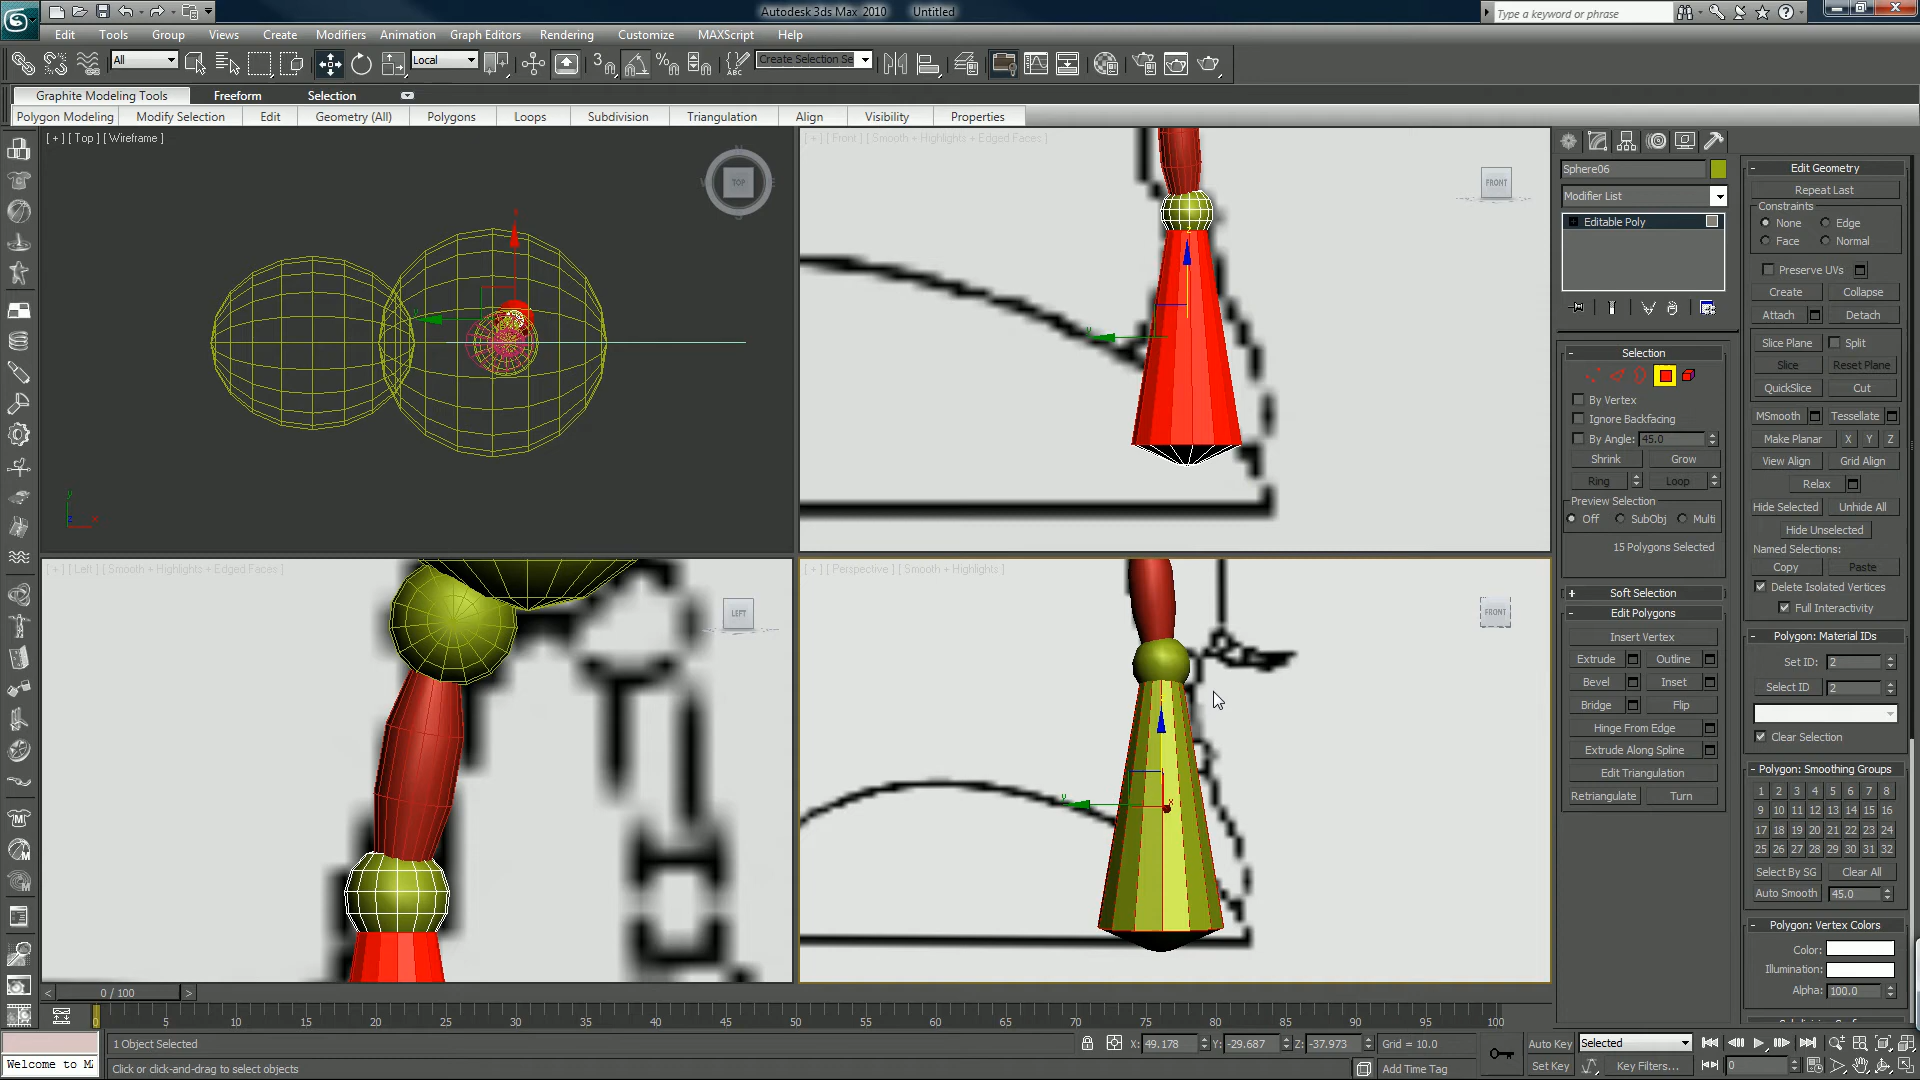 Autodesk 3ds Max 2010 Untitled
Type a keyword or phrase
Edit Tools Group Views Create Modifiers Animation Graph Editors Rendering Customize MAXScript Help
All Local Create Selection Se
Graphite Modeling Tools Freeform Selection
Polygon Modeling Modify Selection Edit Geometry (All) Polygons Loops Subdivision Triangulation Align Visibility Properties
[ + ] [ Top ] [ Wireframe ]
TOP
[ + ] [ Front ] [ Smooth + Highlights + Edged Faces ]
FRONT
[ + ] [ Left ] [ Smooth + Highlights + Edged Faces ]
LEFT
[ + ] [ Perspective ] [ Smooth + Highlights ]
FRONT
Sphere06
Modifier List
Editable Poly
Selection
By Vertex
Ignore Backfacing
By Angle: 45.0
Shrink Grow
Ring Loop
Preview Selection
Off SubObj Multi
15 Polygons Selected
Soft Selection
Edit Polygons
Insert Vertex
Extrude Outline
Bevel Inset
Bridge Flip
Hinge From Edge
Extrude Along Spline
Edit Triangulation
Retriangulate Turn
Edit Geometry
Repeat Last
Constraints
None Edge
Face Normal
Preserve UVs
Create Collapse
Attach Detach
Slice Plane Split
Slice Reset Plane
QuickSlice Cut
MSmooth Tessellate
Make Planar X Y Z
View Align Grid Align
Relax
Hide Selected Unhide All
Hide Unselected
Named Selections:
Copy Paste
Delete Isolated Vertices
Full Interactivity
Polygon: Material IDs
Set ID: 2
Select ID 2
Clear Selection
Polygon: Smoothing Groups
1 2 3 4 5 6 7 8
9 10 11 12 13 14 15 16
17 18 19 20 21 22 23 24
25 26 27 28 29 30 31 32
Select By SG Clear All
Auto Smooth 45.0
Polygon: Vertex Colors
Color:
Illumination:
Alpha: 100.0
0 / 100
0 5 10 15 20 25 30 35 40 45 50 55 60 65 70 75 80 85 90 95 100
1 Object Selected X: 49.178 Y: -29.687 Z: -37.973 Grid = 10.0 Auto Key Selected
Welcome to M Click or click-and-drag to select objects Add Time Tag Set Key Key Filters... 0